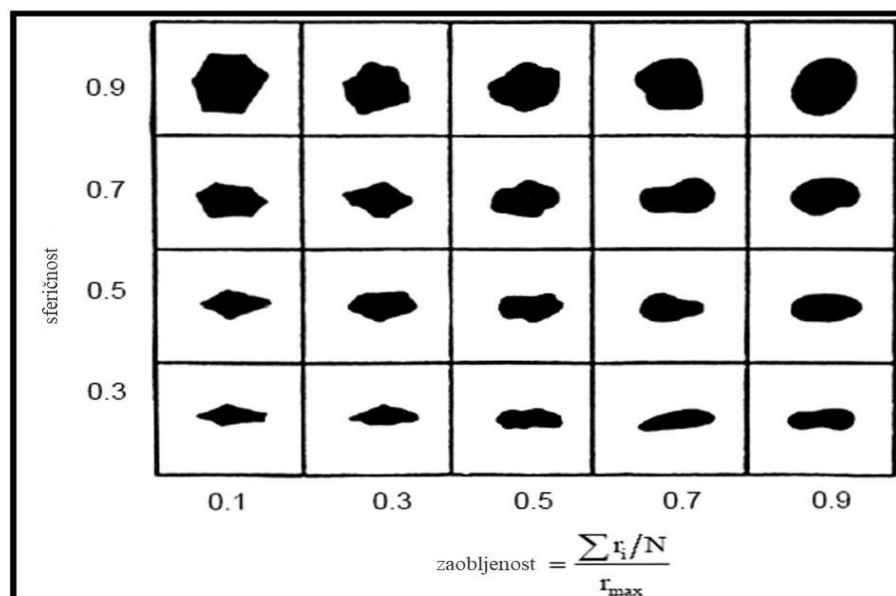 0.9
0.7
sferičnost
0.5
0.3
0.1 0.3 0.5 0.7 0.9
zaobljenost = ∑ rᵢ/N
rₘₐₓ